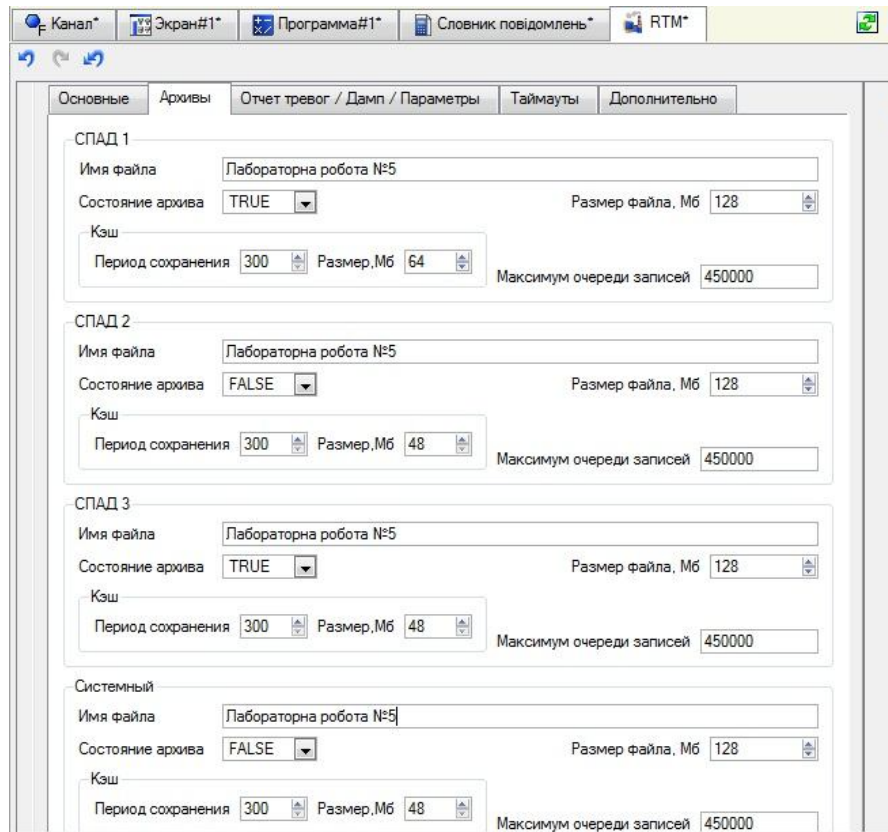 Канал* Экран#1* Программа#1* Словник повідомлень* RTM*
Основные Архивы Отчет тревог / Дамп / Параметры Таймауты Дополнительно
СПАД 1
Имя файла Лабораторна робота №5
Состояние архива TRUE Размер файла, Мб 128
Кэш
Период сохранения 300 Размер,Мб 64
Максимум очереди записей 450000
СПАД 2
Имя файла Лабораторна робота №5
Состояние архива FALSE Размер файла, Мб 128
Кэш
Период сохранения 300 Размер,Мб 48
Максимум очереди записей 450000
СПАД 3
Имя файла Лабораторна робота №5
Состояние архива TRUE Размер файла, Мб 128
Кэш
Период сохранения 300 Размер,Мб 48
Максимум очереди записей 450000
Системный
Имя файла Лабораторна робота №5
Состояние архива FALSE Размер файла, Мб 128
Кэш
Период сохранения 300 Размер,Мб 48
Максимум очереди записей 450000